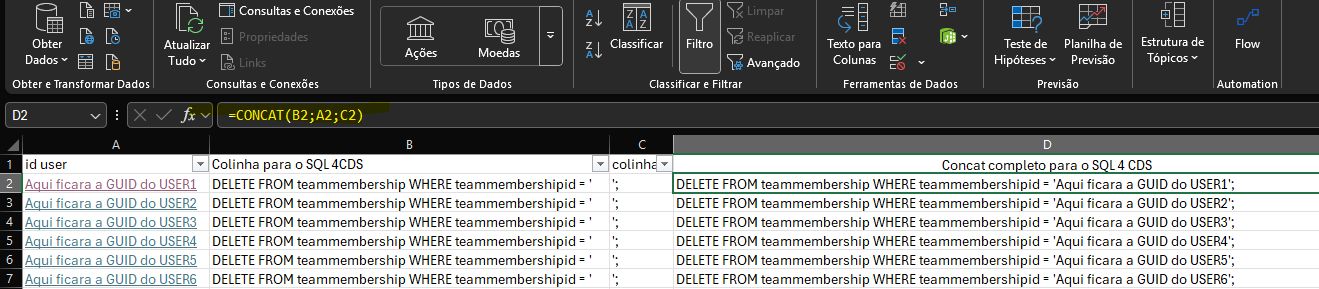 Obter Dados
Atualizar Tudo
Consultas e Conexões
Propriedades
Links
Ações
Moedas
Classificar
Filtro
Limpar
Reaplicar
Avançado
Texto para Colunas
Teste de Hipóteses
Planilha de Previsão
Estrutura de Tópicos
Flow
Obter e Transformar Dados
Consultas e Conexões
Tipos de Dados
Classificar e Filtrar
Ferramentas de Dados
Previsão
Automation
D2 fx =CONCAT(B2;A2;C2)
A B C D
1 id user Colinha para o SQL 4CDS colinha Concat completo para o SQL 4 CDS
2 Aqui ficara a GUID do USER1 DELETE FROM teammembership WHERE teammembershipid = ' '; DELETE FROM teammembership WHERE teammembershipid = 'Aqui ficara a GUID do USER1';
3 Aqui ficara a GUID do USER2 DELETE FROM teammembership WHERE teammembershipid = ' '; DELETE FROM teammembership WHERE teammembershipid = 'Aqui ficara a GUID do USER2';
4 Aqui ficara a GUID do USER3 DELETE FROM teammembership WHERE teammembershipid = ' '; DELETE FROM teammembership WHERE teammembershipid = 'Aqui ficara a GUID do USER3';
5 Aqui ficara a GUID do USER4 DELETE FROM teammembership WHERE teammembershipid = ' '; DELETE FROM teammembership WHERE teammembershipid = 'Aqui ficara a GUID do USER4';
6 Aqui ficara a GUID do USER5 DELETE FROM teammembership WHERE teammembershipid = ' '; DELETE FROM teammembership WHERE teammembershipid = 'Aqui ficara a GUID do USER5';
7 Aqui ficara a GUID do USER6 DELETE FROM teammembership WHERE teammembershipid = ' '; DELETE FROM teammembership WHERE teammembershipid = 'Aqui ficara a GUID do USER6';